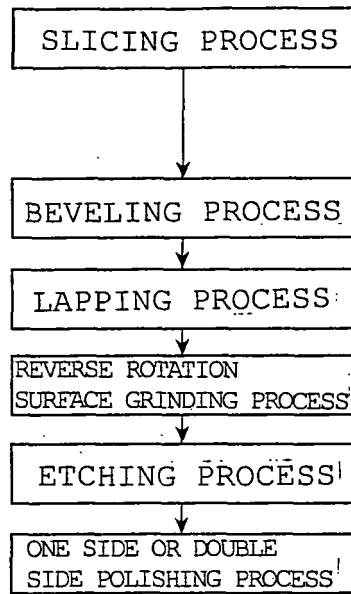 SLICING PROCESS
BEVELING PROCESS
LAPPING PROCESS
REVERSE ROTATION
SURFACE GRINDING PROCESS
ETCHING PROCESS
ONE SIDE OR DOUBLE
SIDE POLISHING PROCESS